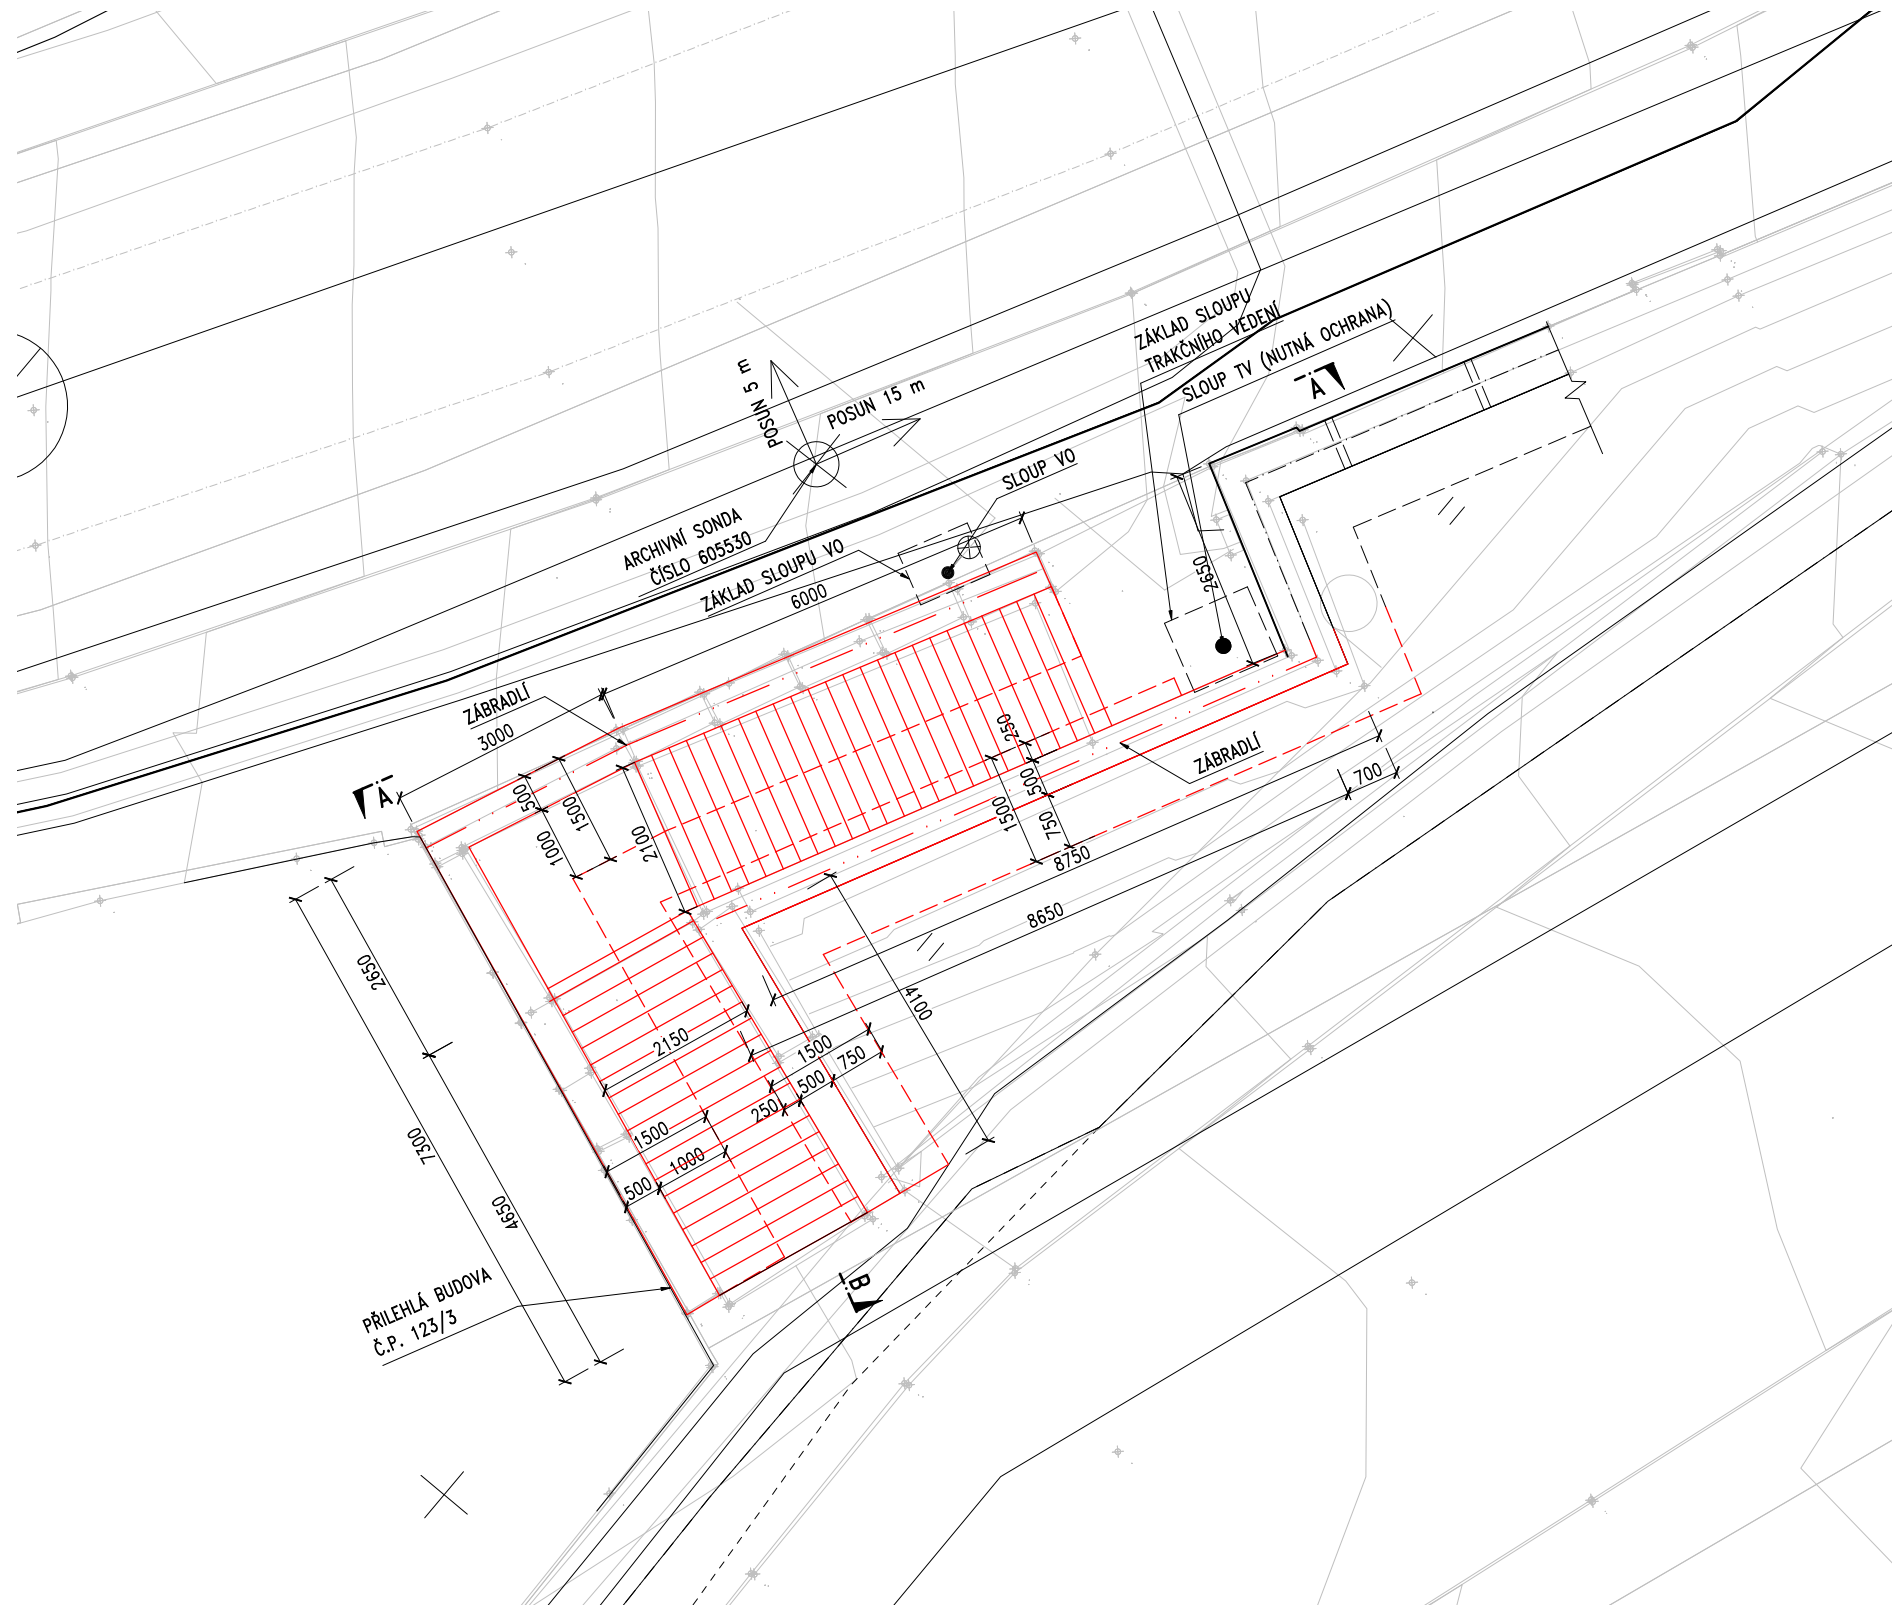 ZÁKLAD SLOUPU
TRAKČNÍHO VEDENÍ
SLOUP TV (NUTNÁ OCHRANA)
A
POSUN 5 m
POSUN 15 m
SLOUP VO
ARCHIVNÍ SONDA
ČÍSLO 605530
ZÁKLAD SLOUPU VO
6000
2650
ZÁBRADLÍ
3000
A
500
1500
1000
2100
250
500
1500
750
ZÁBRADLÍ
700
8750
8650
4100
2650
2150
1500
750
500
250
1500
1000
500
7300
4650
PŘILEHLÁ BUDOVA
Č.P. 123/3
B